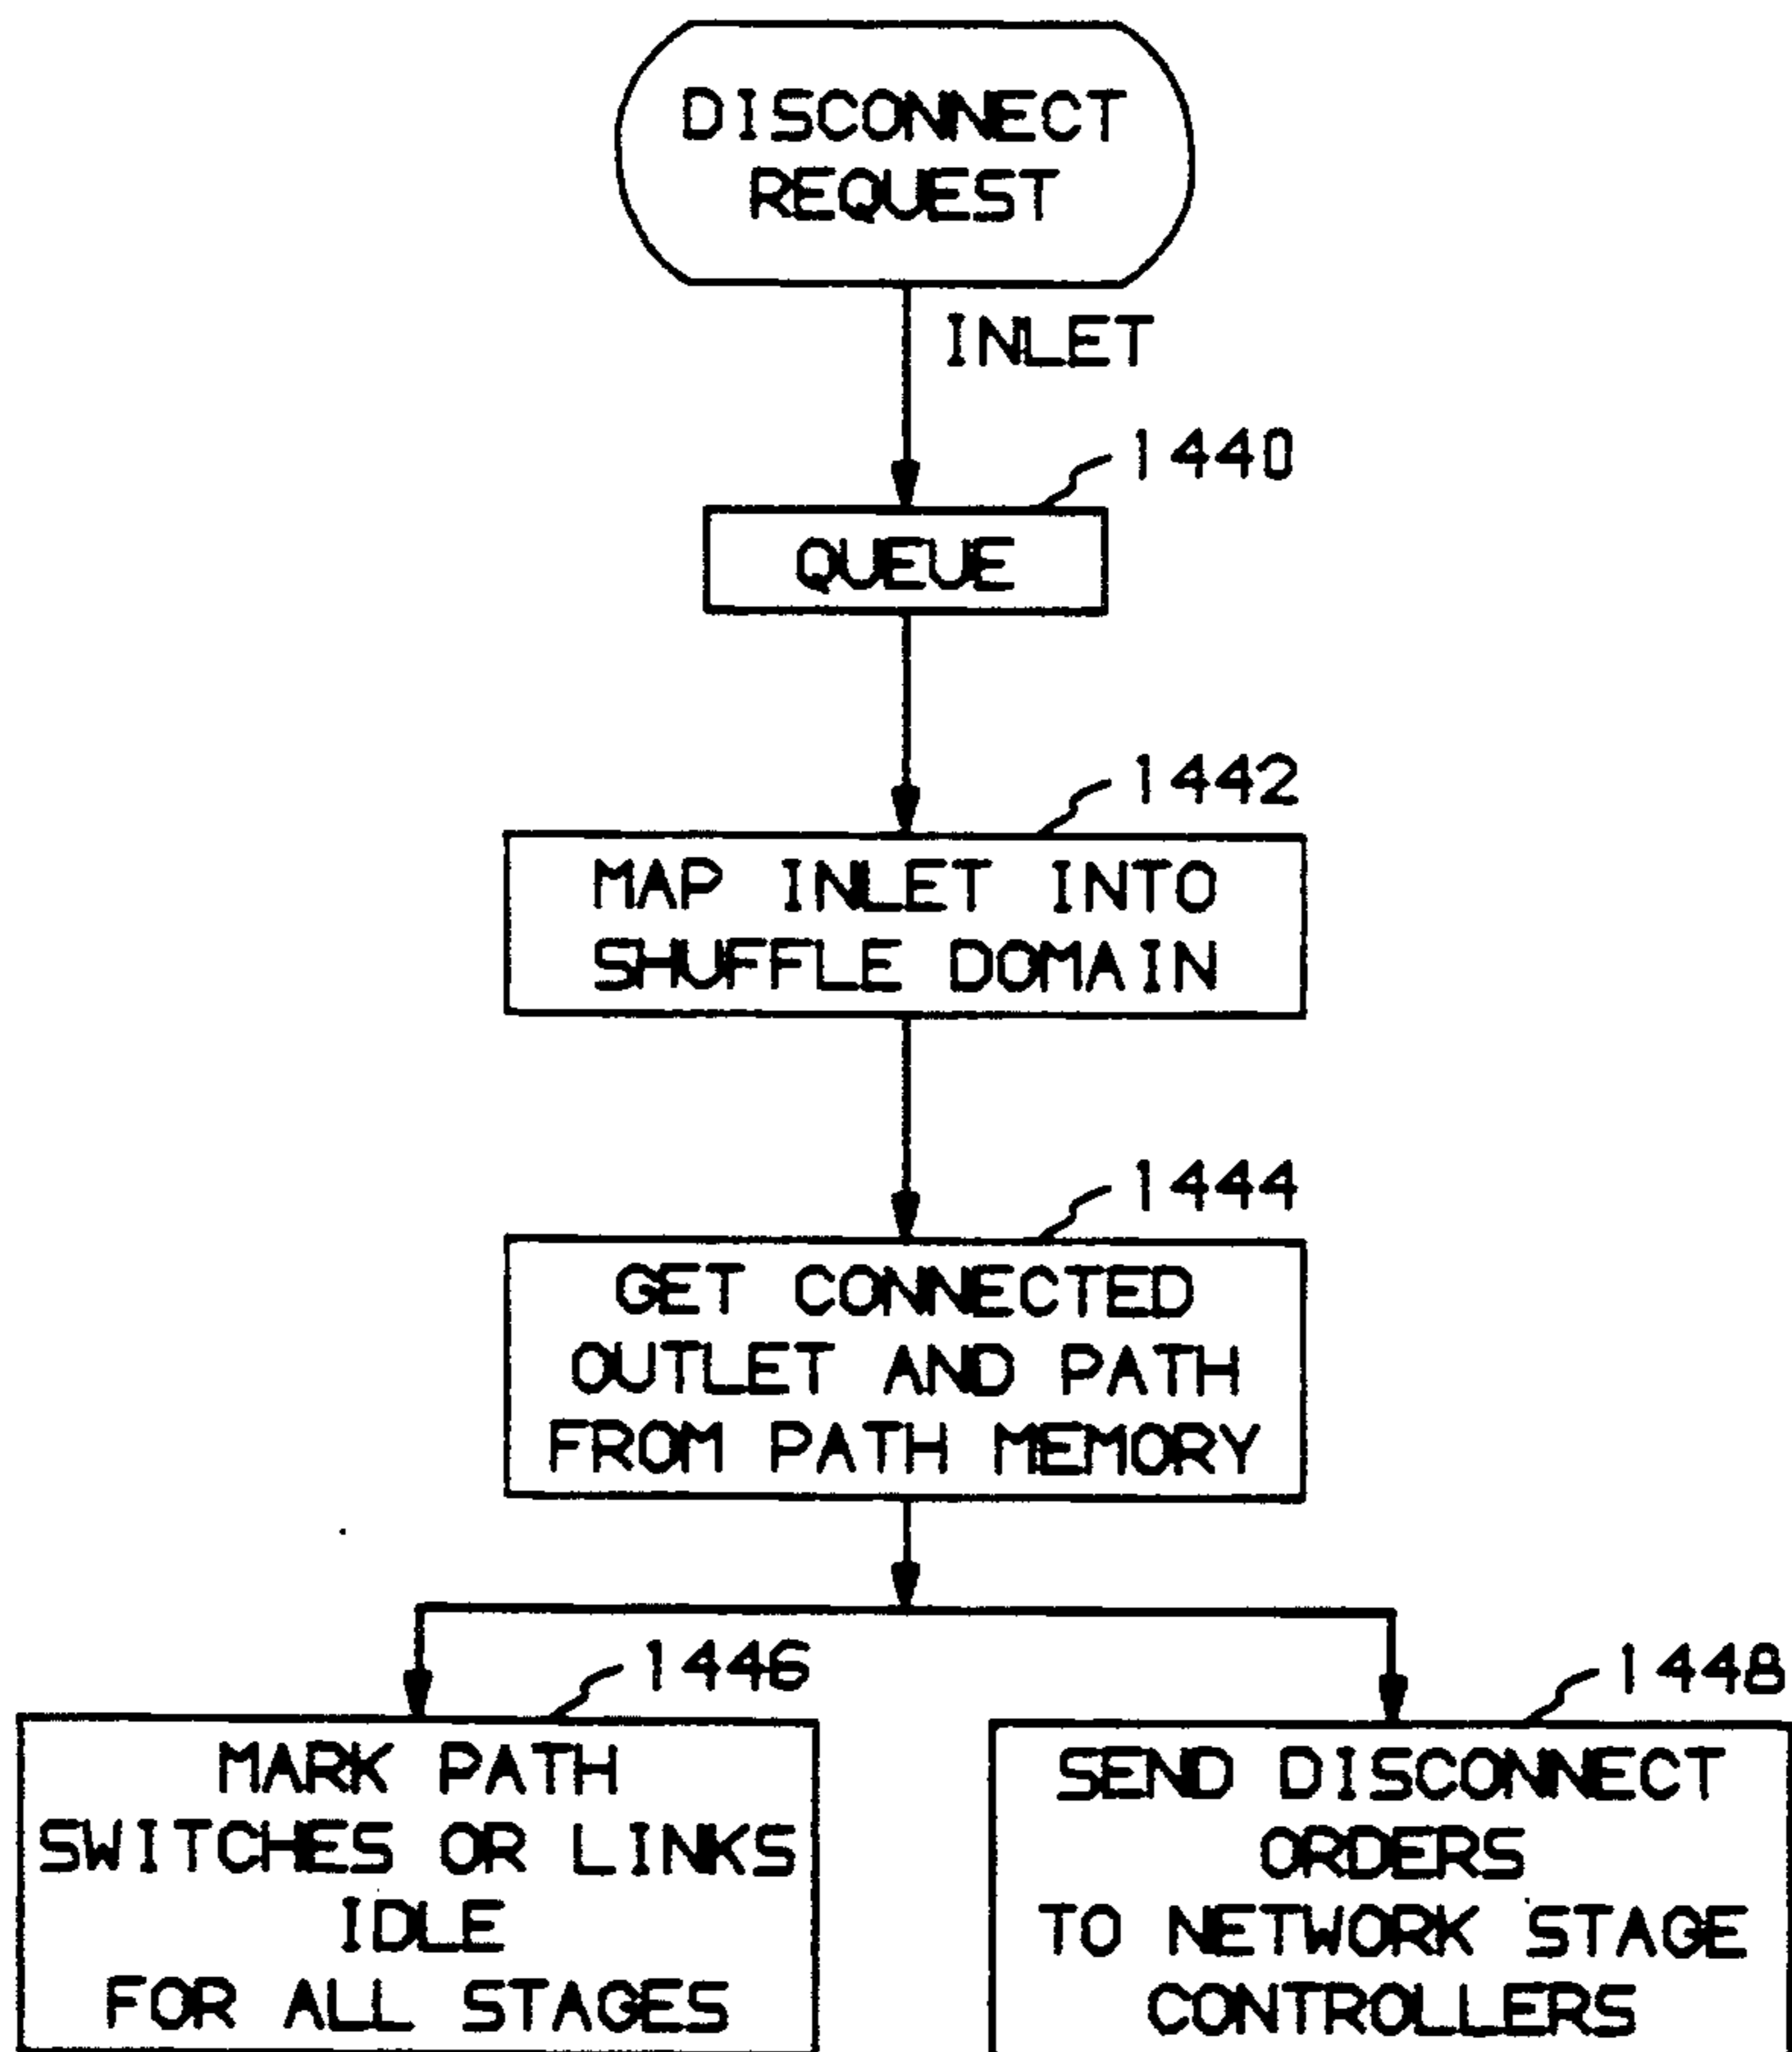 DISCONNECT
REQUEST
INLET
1440
QUEUE
1442
MAP INLET INTO
SHUFFLE DOMAIN
1444
GET CONNECTED
OUTLET AND PATH
FROM PATH MEMORY
1446
MARK PATH
SWITCHES OR LINKS
IDLE
FOR ALL STAGES
1448
SEND DISCONNECT
ORDERS
TO NETWORK STAGE
CONTROLLERS